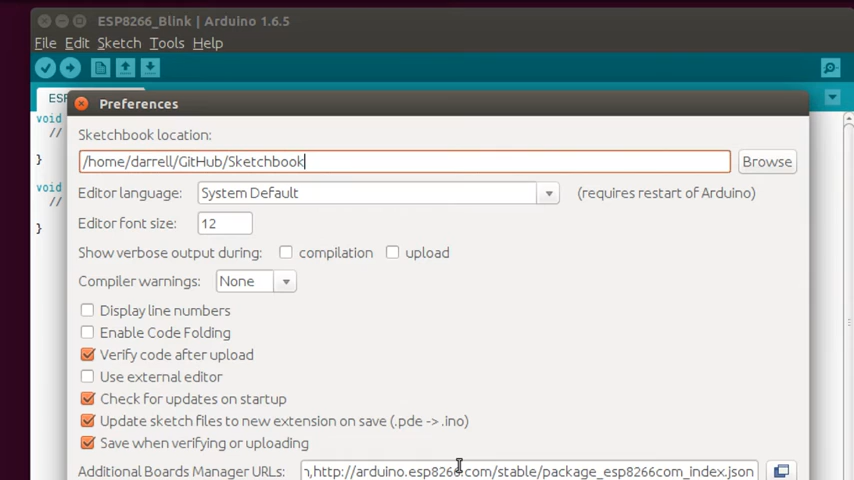 ESP8266_Blink | Arduino 1.6.5
File Edit Sketch Tools Help
ES
Preferences
void
//
}
void
//
}
Sketchbook location:
/home/darrell/GitHub/Sketchbook Browse
Editor language: System Default (requires restart of Arduino)
Editor font size: 12
Show verbose output during: compilation upload
Compiler warnings: None
Display line numbers
Enable Code Folding
Verify code after upload
Use external editor
Check for updates on startup
Update sketch files to new extension on save (.pde -> .ino)
Save when verifying or uploading
Additional Boards Manager URLs: n,http://arduino.esp8266.com/stable/package_esp8266com_index.json